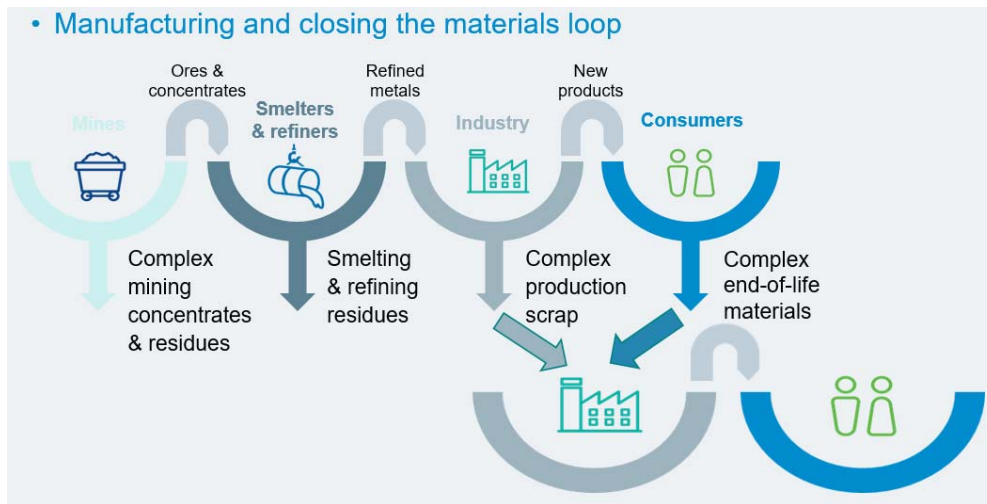 • Manufacturing and closing the materials loop
Ores &
concentrates
Refined
metals
New
products
Mines
Smelters
& refiners
Industry
Consumers
Complex
mining
concentrates
& residues
Smelting
& refining
residues
Complex
production
scrap
Complex
end-of-life
materials